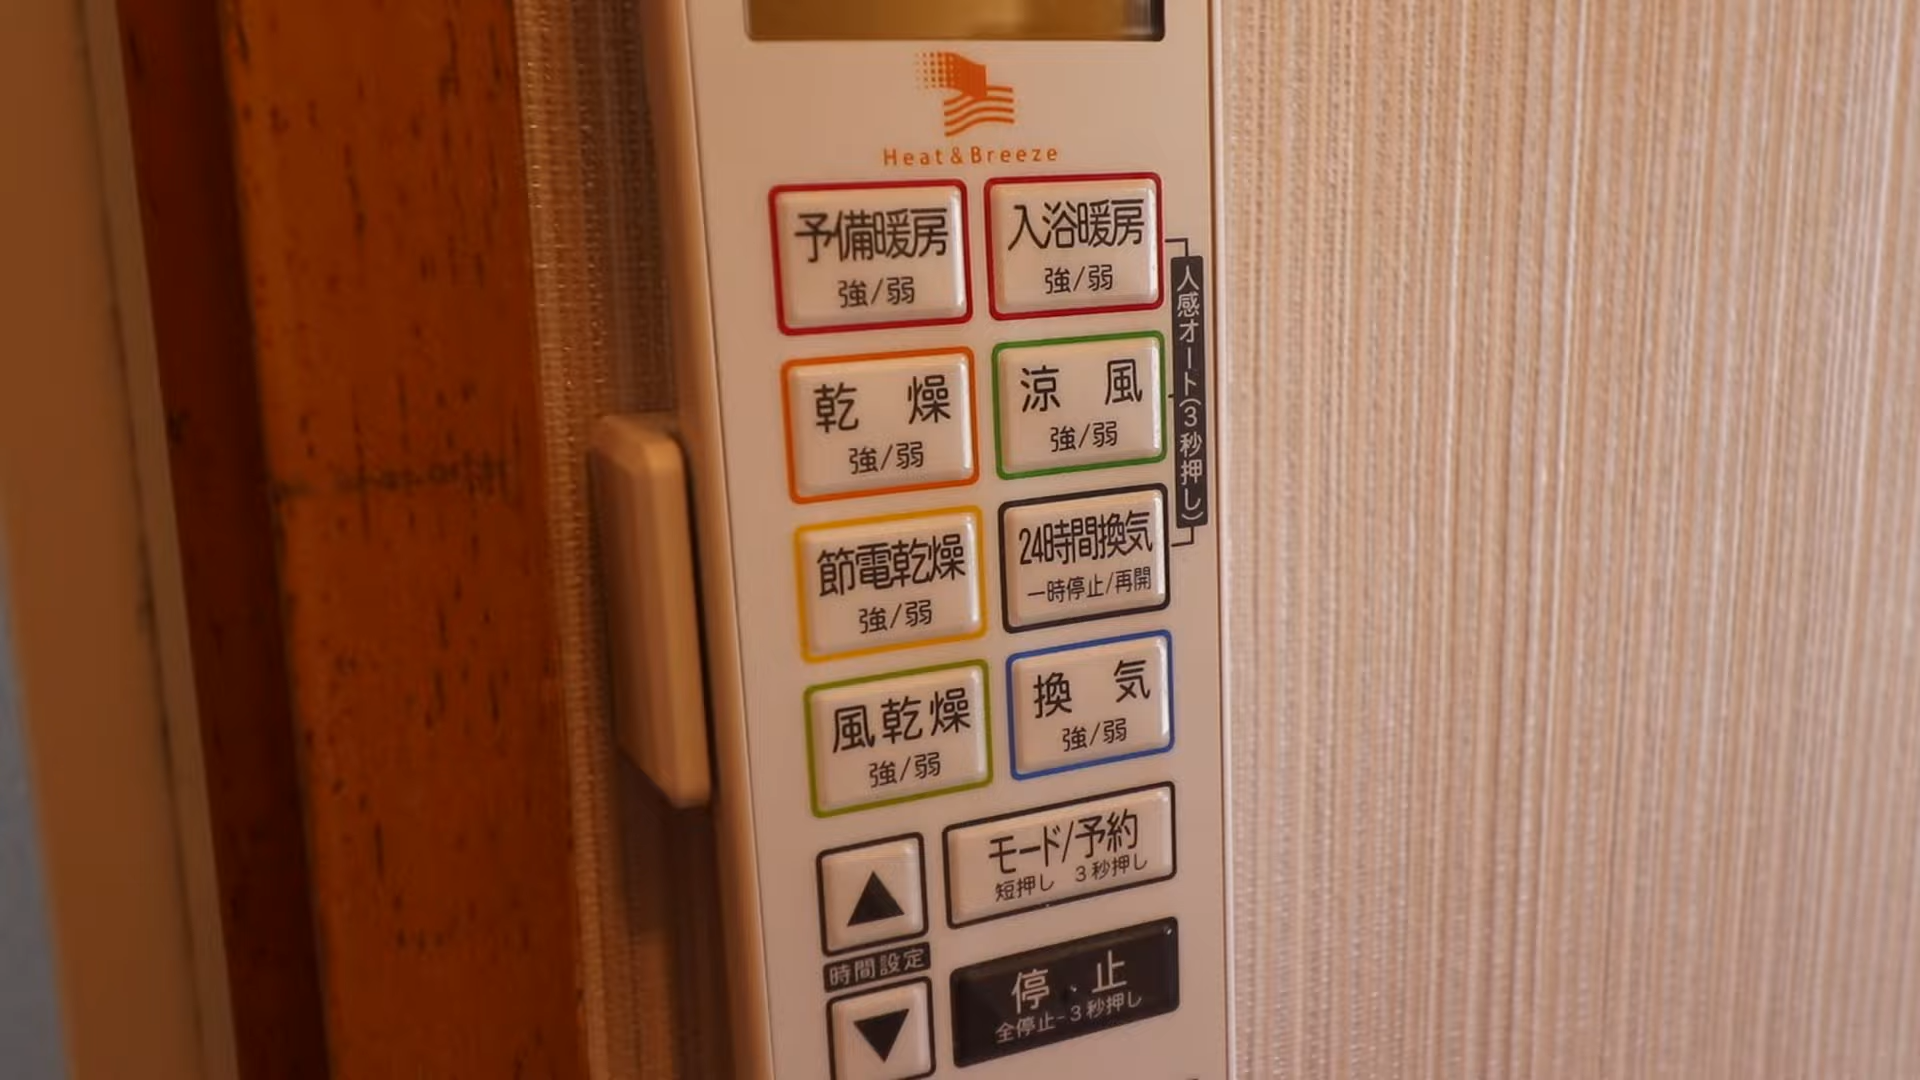 Heat&Breeze
予備暖房
強/弱
入浴暖房
強/弱
人感オート(3秒押し)
乾　燥
強/弱
涼　風
強/弱
節電乾燥
強/弱
24時間換気
一時停止/再開
風乾燥
強/弱
換　気
強/弱
▲
時間設定
▼
モード/予約
短押し　3秒押し
停・止
全停止-3秒押し